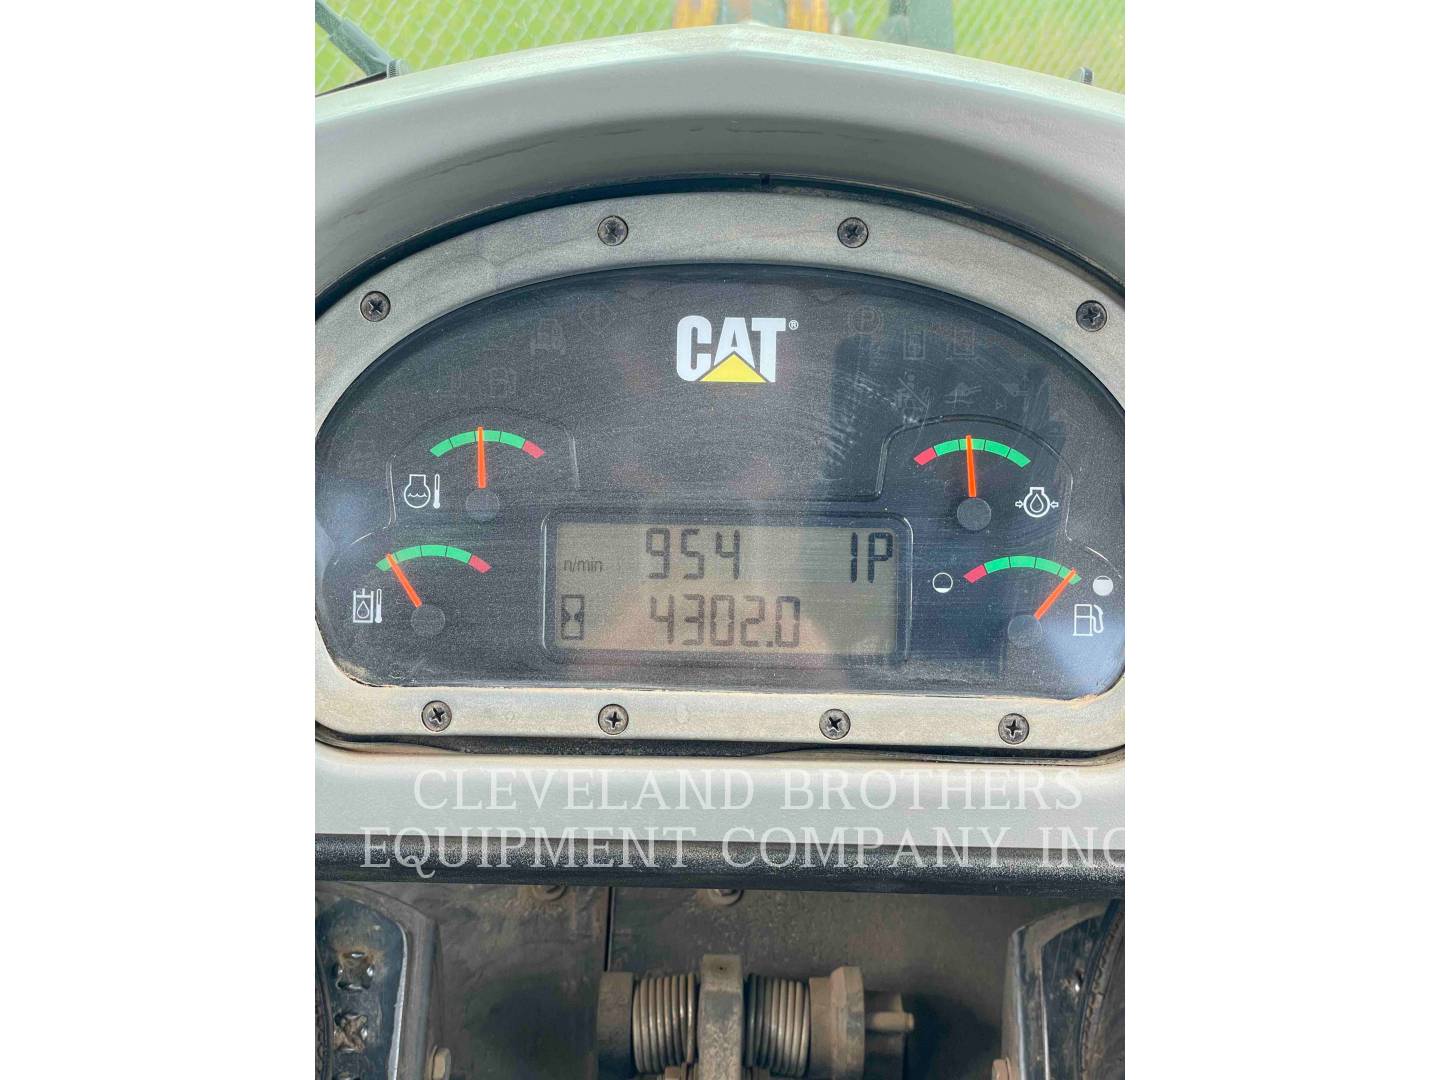 CAT®
n/min 954 1P
4302.0
CLEVELAND BROTHERS
EQUIPMENT COMPANY INC